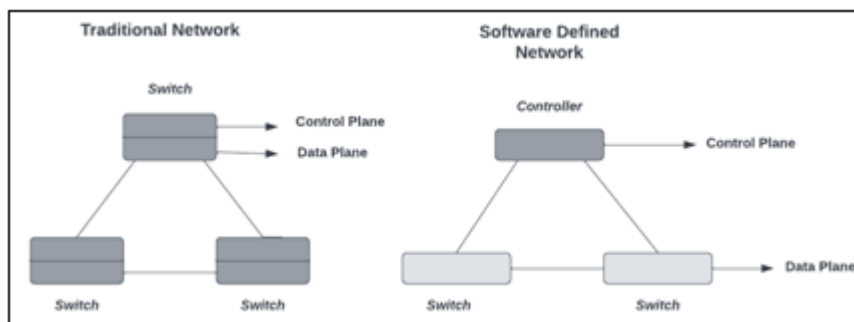 Traditional Network
Switch
Control Plane
Data Plane
Switch
Switch
Software Defined
Network
Controller
Control Plane
Data Plane
Switch
Switch